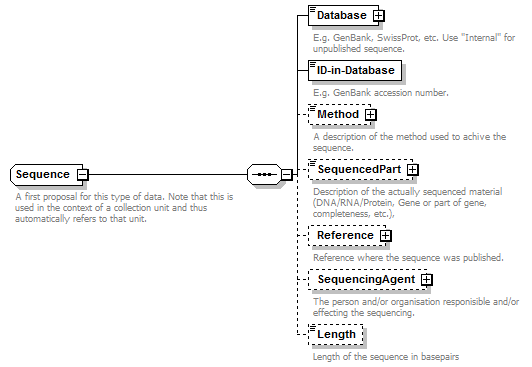 Database
E.g. GenBank, SwissProt, etc. Use "Internal" for
unpublished sequence.
ID-in-Database
E.g. GenBank accession number.
Method
A description of the method used to achive the
sequence.
Sequence
A first proposal for this type of data. Note that this is
used in the context of a collection unit and thus
automatically refers to that unit.
SequencedPart
Description of the actually sequenced material
(DNA/RNA/Protein, Gene or part of gene,
completeness, etc.),
Reference
Reference where the sequence was published.
SequencingAgent
The person and/or organisation responisible and/or
effecting the sequencing.
Length
Length of the sequence in basepairs